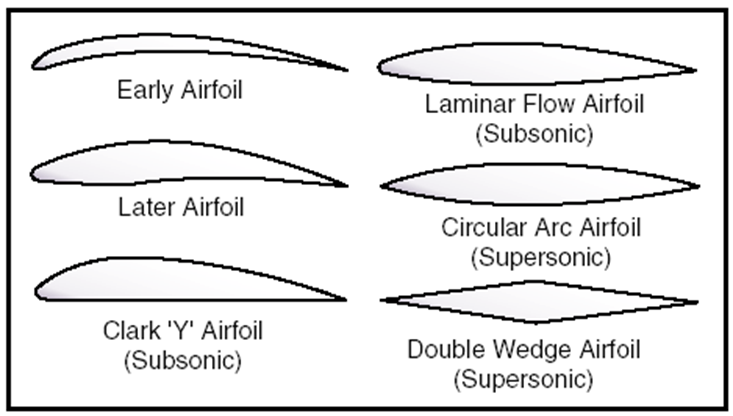 Early Airfoil
Later Airfoil
Clark 'Y' Airfoil
(Subsonic)
Laminar Flow Airfoil
(Subsonic)
Circular Arc Airfoil
(Supersonic)
Double Wedge Airfoil
(Supersonic)